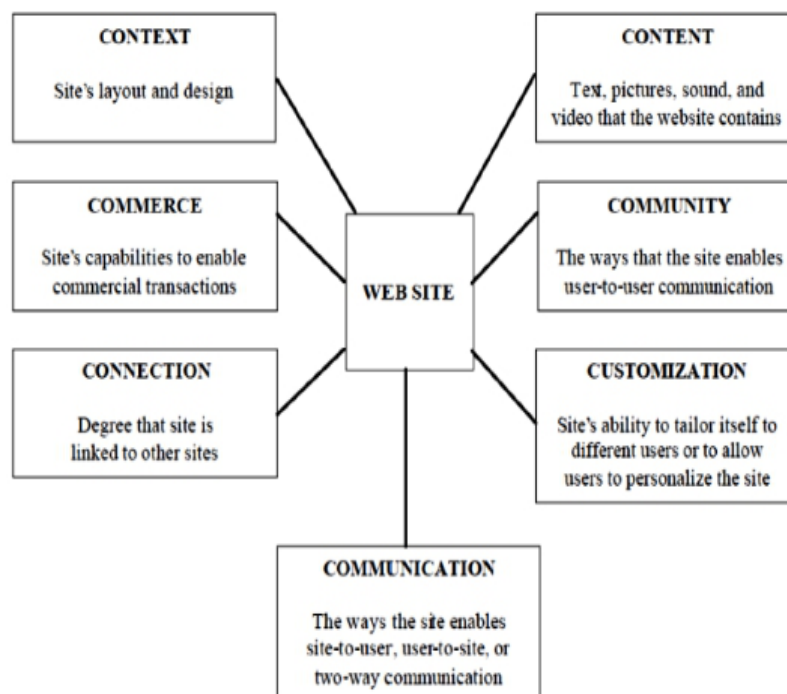 CONTEXT
Site's layout and design
CONTENT
Text, pictures, sound, and
video that the website contains
COMMERCE
Site's capabilities to enable
commercial transactions
WEB SITE
COMMUNITY
The ways that the site enables
user-to-user communication
CONNECTION
Degree that site is
linked to other sites
CUSTOMIZATION
Site's ability to tailor itself to
different users or to allow
users to personalize the site
COMMUNICATION
The ways the site enables
site-to-user, user-to-site, or
two-way communication